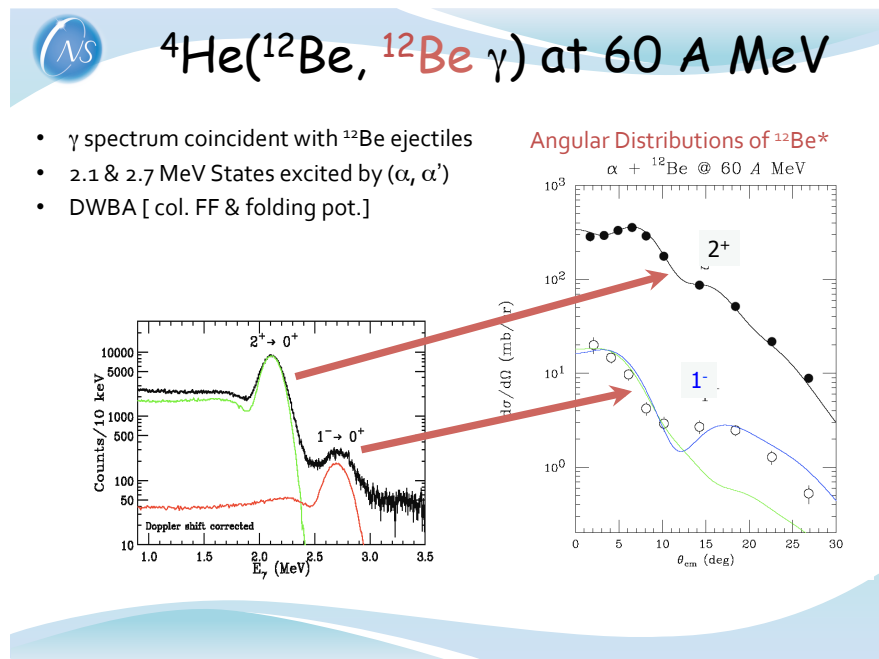 CNS
⁴He(¹²Be, ¹²Be γ) at 60 A MeV
• γ spectrum coincident with ¹²Be ejectiles
• 2.1 & 2.7 MeV States excited by (α, α’)
• DWBA [ col. FF & folding pot.]
Angular Distributions of ¹²Be*
α + ¹²Be @ 60 A MeV
10³
10²
10¹
10⁰
dσ/dΩ (mb/sr)
2⁺
1⁻
0 5 10 15 20 25 30
θcm (deg)
2⁺→ 0⁺
1⁻→ 0⁺
10000
5000
1000
500
100
50
10
Counts/10 keV
Doppler shift corrected
1.0 1.5 2.0 2.5 3.0 3.5
Eγ (MeV)